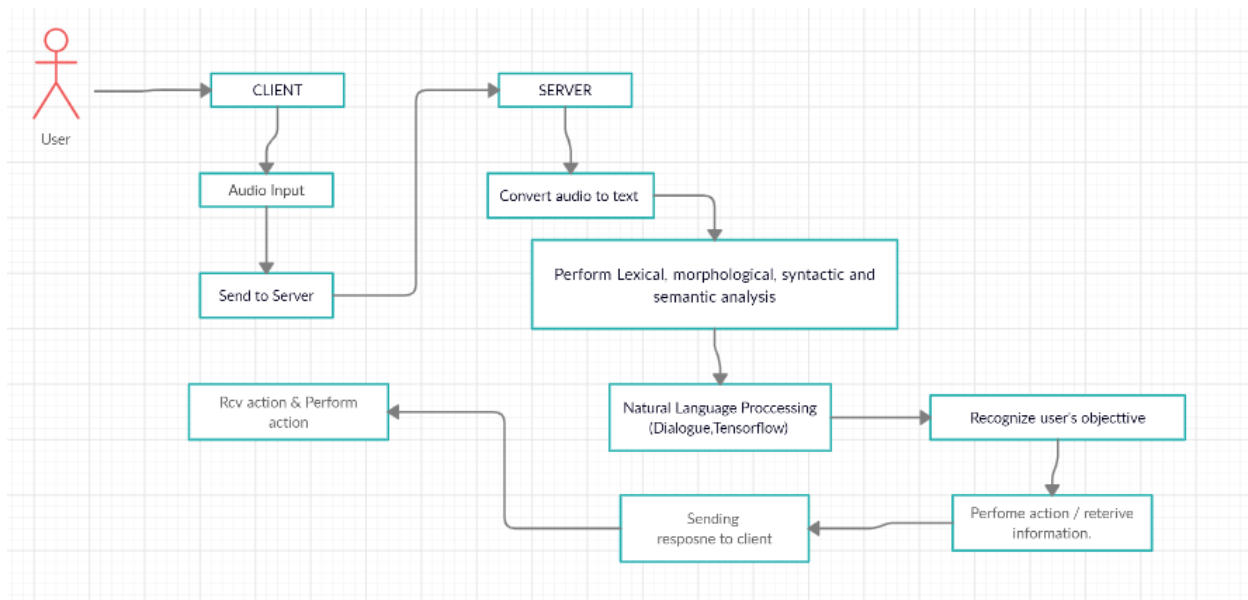 User
CLIENT
Audio Input
Send to Server
SERVER
Convert audio to text
Perform Lexical, morphological, syntactic and
semantic analysis
Natural Language Proccessing
(Dialogue,Tensorflow)
Recognize user's objecttive
Perfome action / reterive
information.
Sending
resposne to client
Rcv action & Perform
action